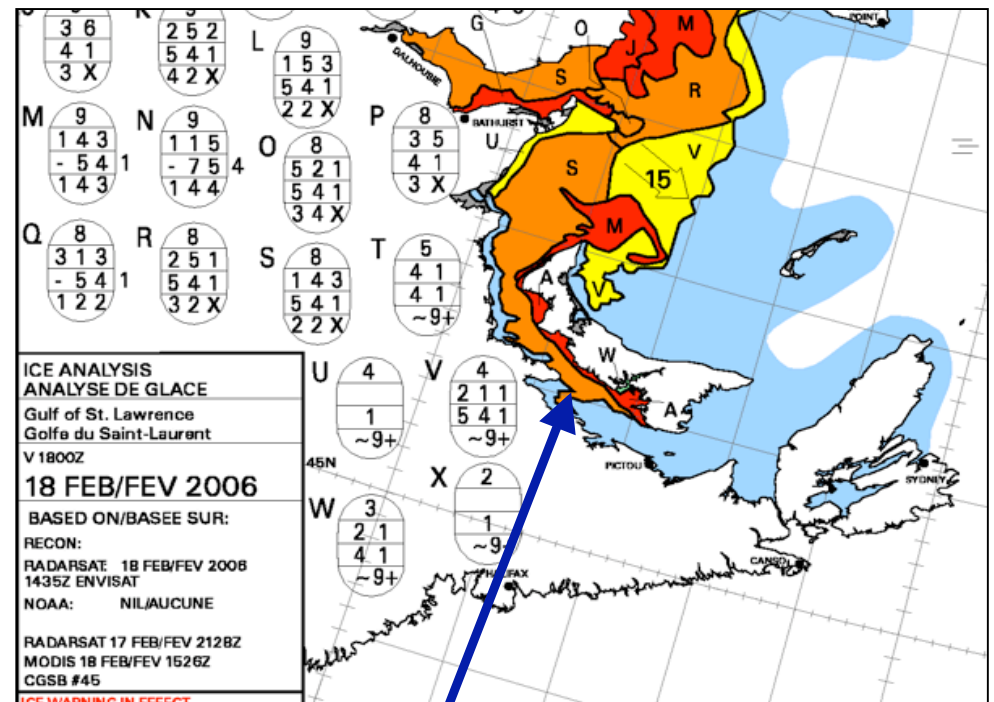 3 6
4 1
3 X
K
2 5 2
5 4 1
4 2 X
L
9
1 5 3
5 4 1
2 2 X
M
9
1 4 3
- 5 4 1
1 4 3
N
9
1 1 5
- 7 5 4
1 4 4
O
8
5 2 1
5 4 1
3 4 X
P
8
3 5
4 1
3 X
Q
8
3 1 3
- 5 4 1
1 2 2
R
8
2 5 1
5 4 1
3 2 X
S
8
1 4 3
5 4 1
2 2 X
T
5
4 1
4 1
~9+
U
4
1
~9+
V
4
2 1 1
5 4 1
~9+
W
3
2 1
4 1
~9+
X
2
1
~9+
G
O
J
M
S
R
U
S
V
15
M
A
V
W
A
POINT
DALHOUSIE
BATHURST
PICTOU
SYDNEY
CANSO
HALIFAX
45N
ICE ANALYSIS
ANALYSE DE GLACE
Gulf of St. Lawrence
Golfe du Saint-Laurent
V 1800Z
18 FEB/FEV 2006
BASED ON/BASEE SUR:
RECON:
RADARSAT: 18 FEB/FEV 2006
1435Z ENVISAT
NOAA: NIL/AUCUNE
RADARSAT 17 FEB/FEV 2128Z
MODIS 18 FEB/FEV 1526Z
CGSB #45
ICE WARNING IN EFFECT